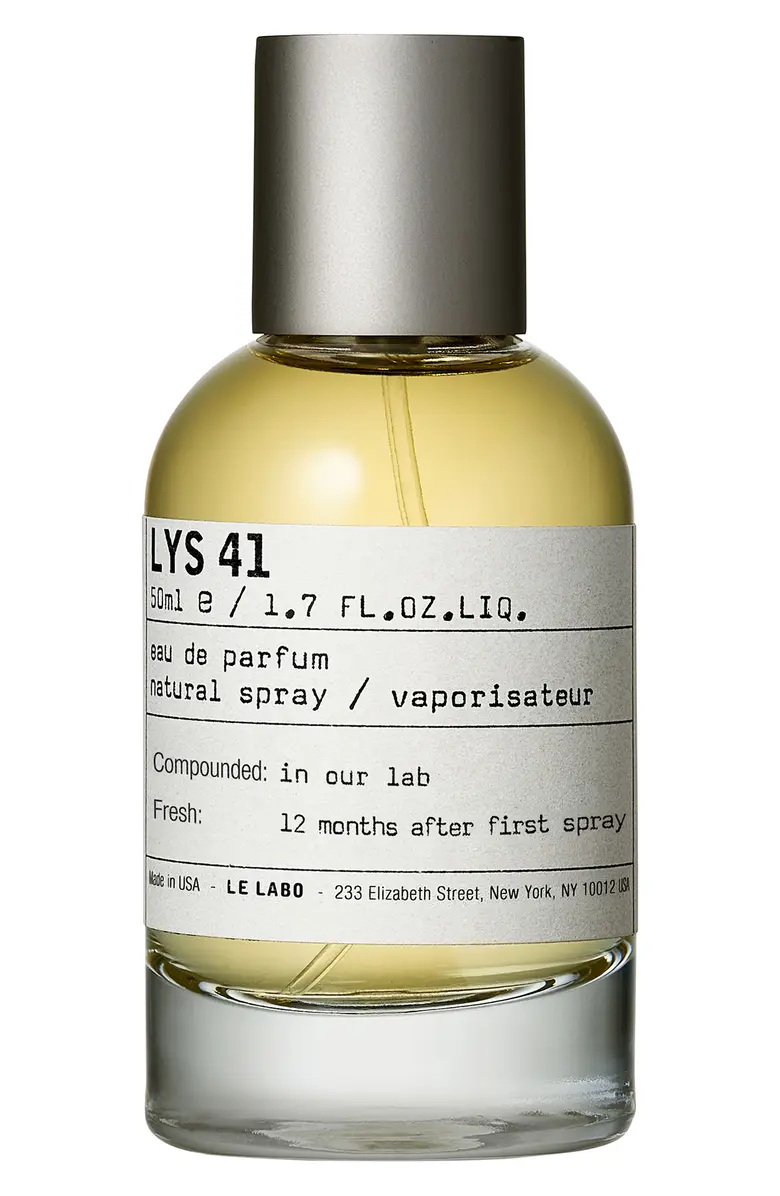 LYS 41
50ml e / 1.7 FL.OZ.LIQ.
eau de parfum
natural spray / vaporisateur
Compounded: in our lab
Fresh: 12 months after first spray
Made in USA - LE LABO - 233 Elizabeth Street, New York, NY 10012 USA